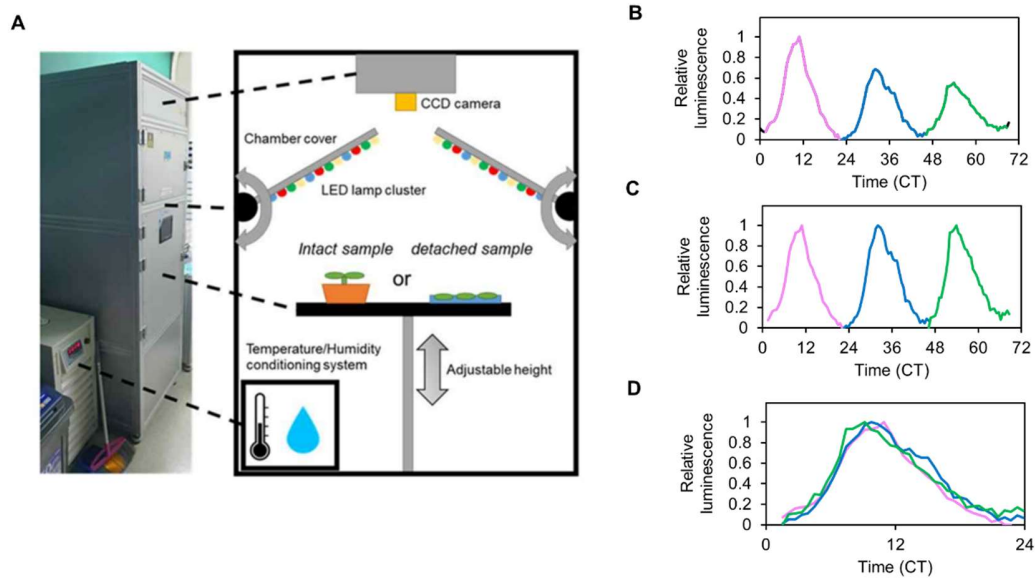 A
CCD camera
Chamber cover
LED lamp cluster
Intact sample
detached sample
or
Temperature/Humidity
conditioning system
Adjustable height
B
Relative
luminescence
1
0.8
0.6
0.4
0.2
0
0 12 24 36 48 60 72
Time (CT)
C
Relative
luminescence
1
0.8
0.6
0.4
0.2
0
0 12 24 36 48 60 72
Time (CT)
D
Relative
luminescence
1
0.8
0.6
0.4
0.2
0
0 12 24
Time (CT)